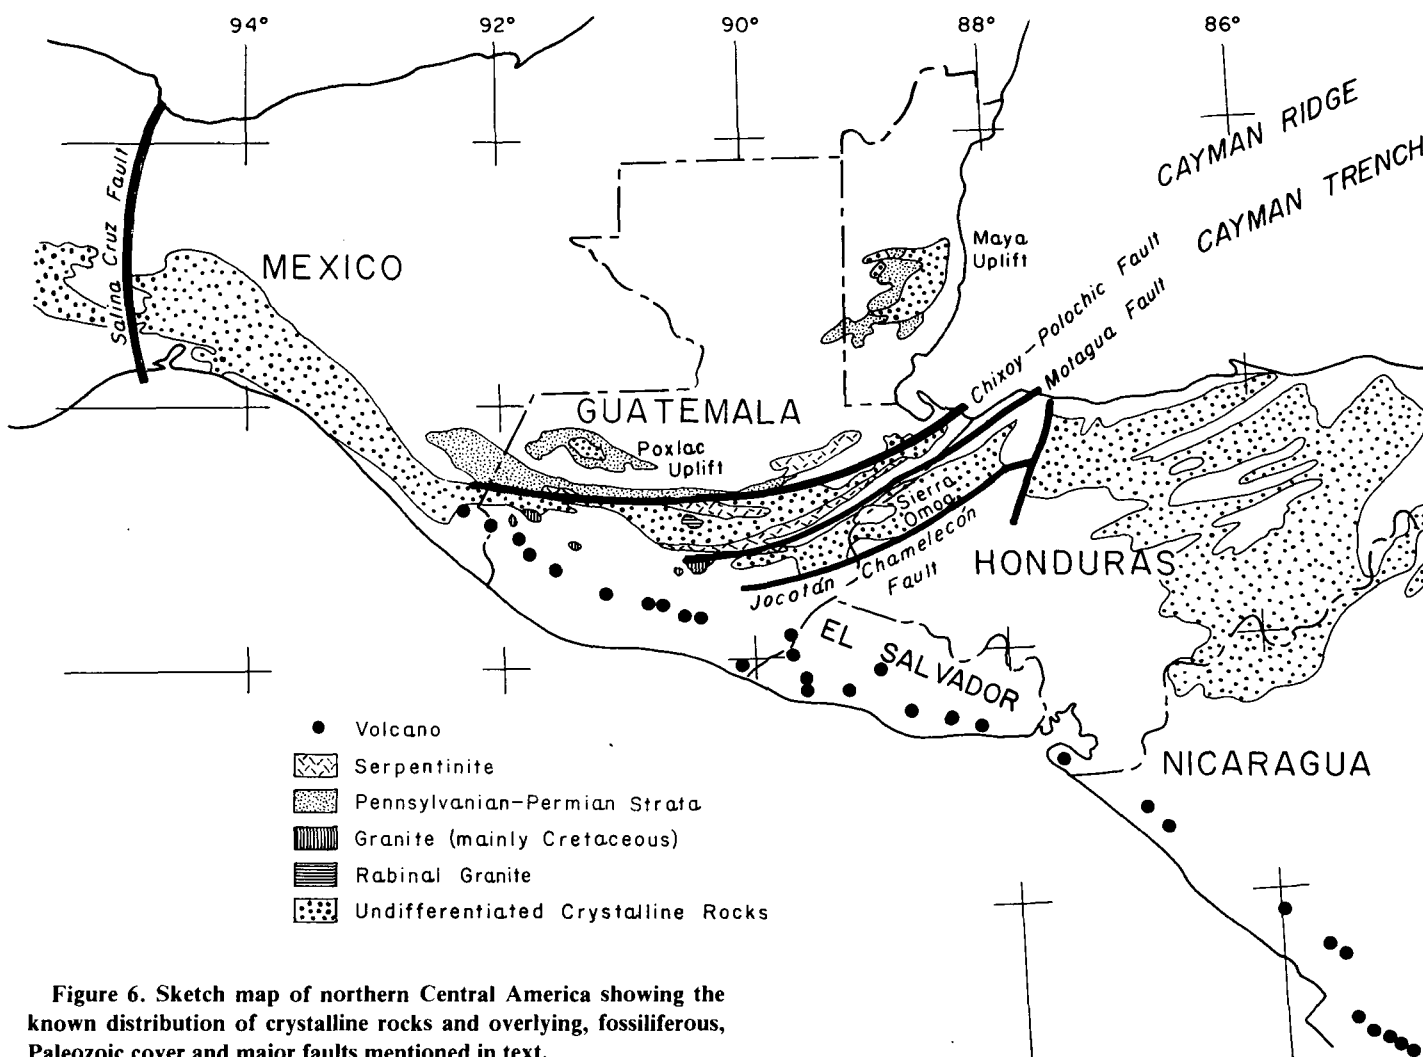 94°
92°
90°
88°
86°
CAYMAN RIDGE
CAYMAN TRENCH
Salina Cruz Fault
MEXICO
Maya
Uplift
Chixoy-Polochic Fault
Motagua Fault
GUATEMALA
Poxlac
Uplift
Sierra
Omoa
Jocotán Chamelecón
Fault
HONDURAS
EL SALVADOR
NICARAGUA
Volcano
Serpentinite
Pennsylvanian-Permian Strata
Granite (mainly Cretaceous)
Rabinal Granite
Undifferentiated Crystalline Rocks
Figure 6. Sketch map of northern Central America showing the
known distribution of crystalline rocks and overlying, fossiliferous,
Paleozoic cover and major faults mentioned in text.